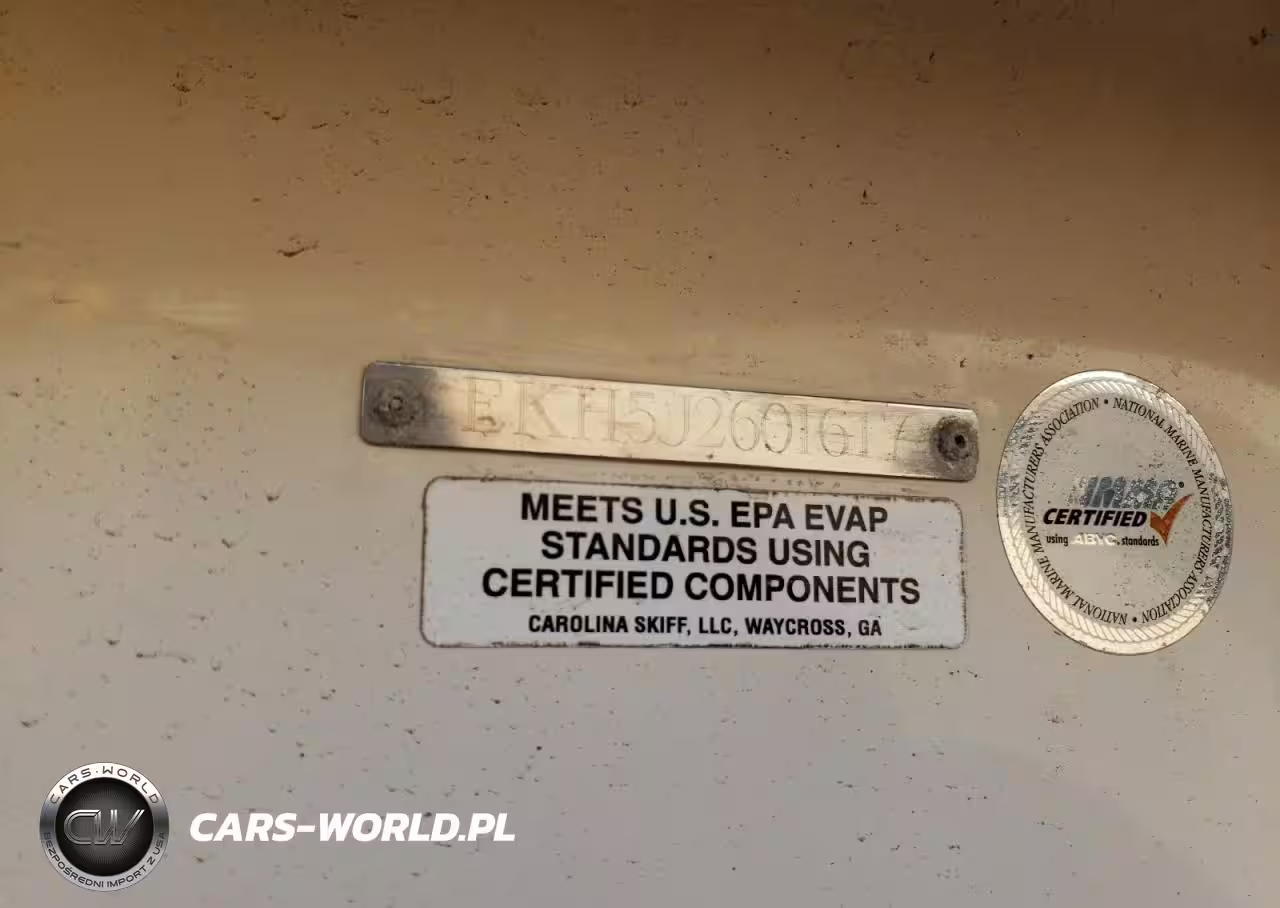 EKH5J2601617
MEETS U.S. EPA EVAP
STANDARDS USING
CERTIFIED COMPONENTS
CAROLINA SKIFF, LLC, WAYCROSS, GA
NATIONAL MARINE MANUFACTURERS ASSOCIATION • NATIONAL MARINE MANUFACTURERS ASSOCIATION •
NMMA®
CERTIFIED
using ABYC standards
CARS-WORLD
CW
BEZPOŚREDNI IMPORT Z USA
CARS-WORLD.PL